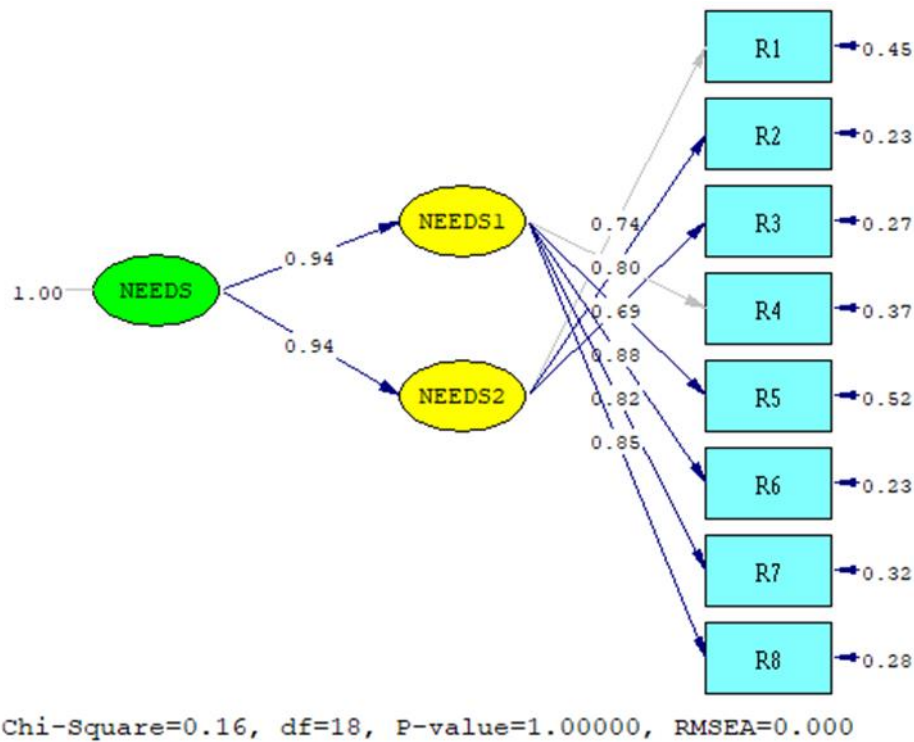 R1
0.45
R2
0.23
NEEDS1
0.74
R3
0.27
0.94
0.80
1.00
NEEDS
0.69
R4
0.37
0.94
0.88
NEEDS2
0.82
R5
0.52
0.85
R6
0.23
R7
0.32
R8
0.28
Chi-Square=0.16, df=18, P-value=1.00000, RMSEA=0.000